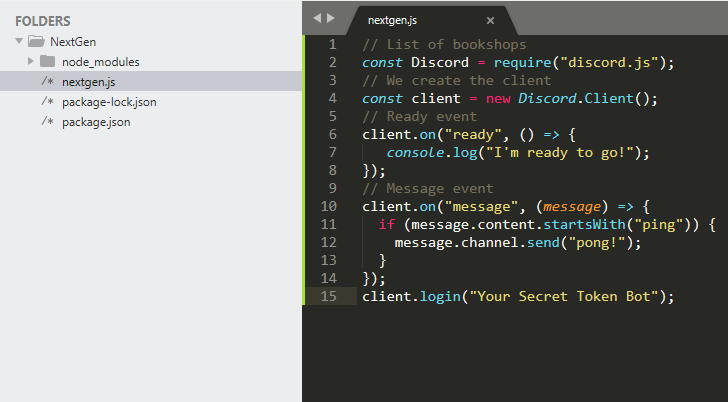 FOLDERS
NextGen
node_modules
/* nextgen.js
/* package-lock.json
/* package.json
nextgen.js ×
1 // List of bookshops
2 const Discord = require("discord.js");
3 // We create the client
4 const client = new Discord.Client();
5 // Ready event
6 client.on("ready", () => {
7    console.log("I'm ready to go!");
8 });
9 // Message event
10 client.on("message", (message) => {
11   if (message.content.startsWith("ping")) {
12     message.channel.send("pong!");
13   }
14 });
15 client.login("Your Secret Token Bot");